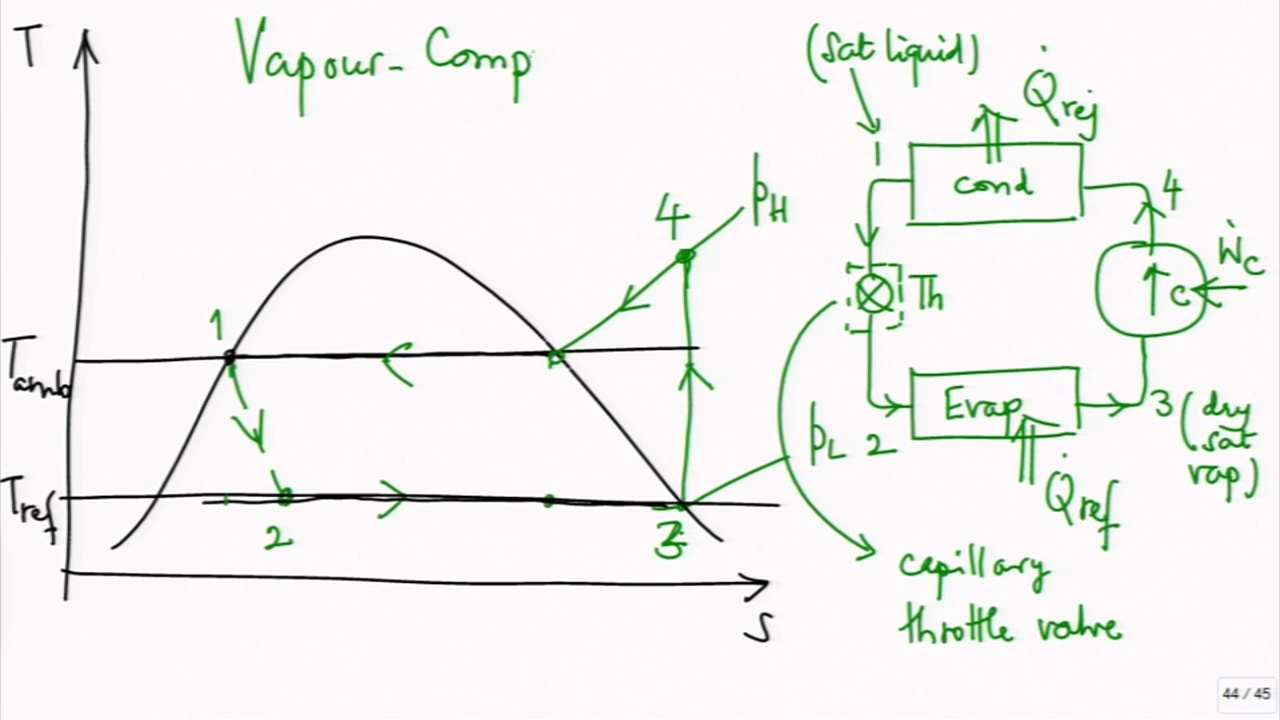 T
Vapour-Comp
(sat liquid)
Q̇rej
1
cond
4
4
pH
Ẇc
1
Th
c
Tamb
Evap
3 (dry
sat
vap)
pL
2
Tref
Q̇ref
2
3
capillary
throttle valve
s
44 / 45